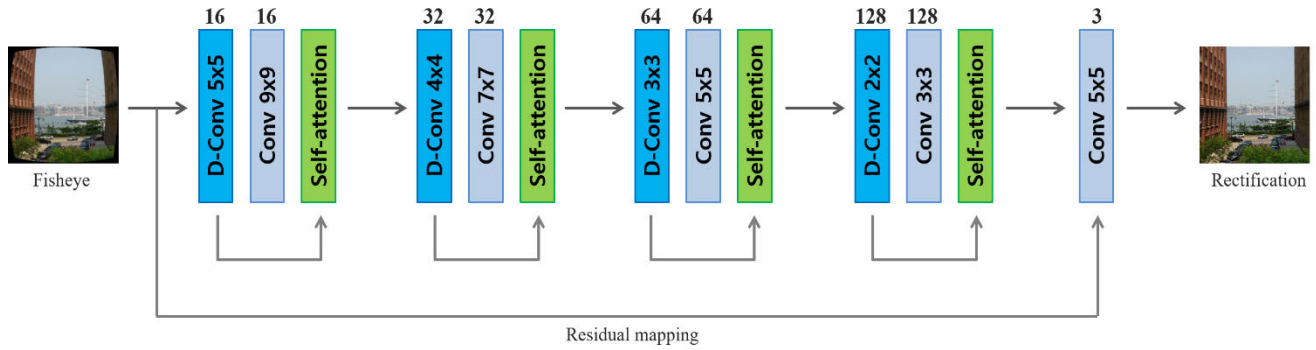 16 16 32 32 64 64 128 128 3
D-Conv 5x5
Conv 9x9
Self-attention
D-Conv 4x4
Conv 7x7
Self-attention
D-Conv 3x3
Conv 5x5
Self-attention
D-Conv 2x2
Conv 3x3
Self-attention
Conv 5x5
Fisheye
Rectification
Residual mapping